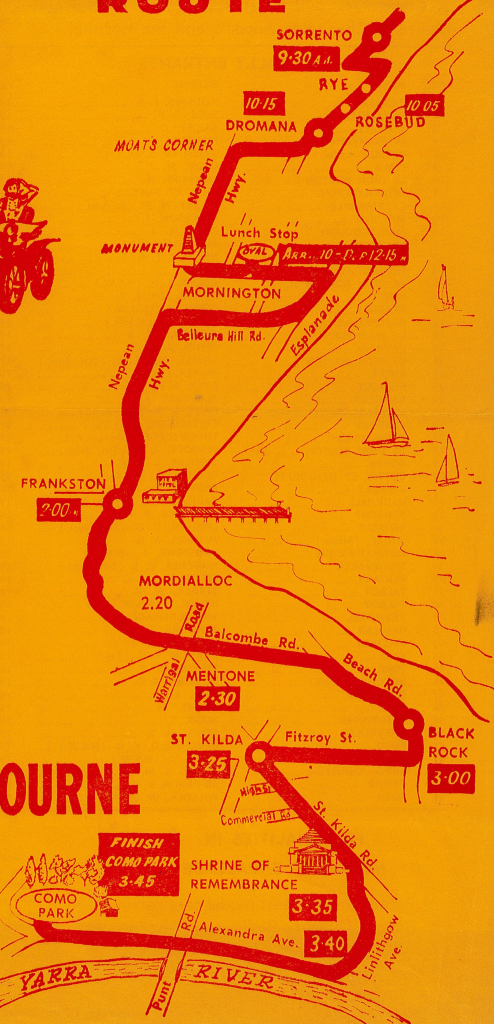 ROUTE
SORRENTO
9·30 A.M.
RYE
10·15
10 05
DROMANA
ROSEBUD
MOATS CORNER
Nepean
Hwy.
Lunch Stop
MONUMENT
OVAL
MORNINGTON
Belleura Hill Rd.
Esplanade
Nepean
Hwy.
FRANKSTON
2·00
MORDIALLOC
2.20
Road
Warrigal
Balcombe Rd.
Beach Rd.
MENTONE
2·30
ST. KILDA
3·25
Fitzroy St.
BLACK
ROCK
3·00
High St
Commercial Rd
St. Kilda Rd.
OURNE
FINISH
COMO PARK
3·45
SHRINE OF
REMEMBRANCE
3·35
COMO
PARK
Punt Rd
Alexandra Ave.
3·40
Linlithgow
Ave.
YARRA RIVER